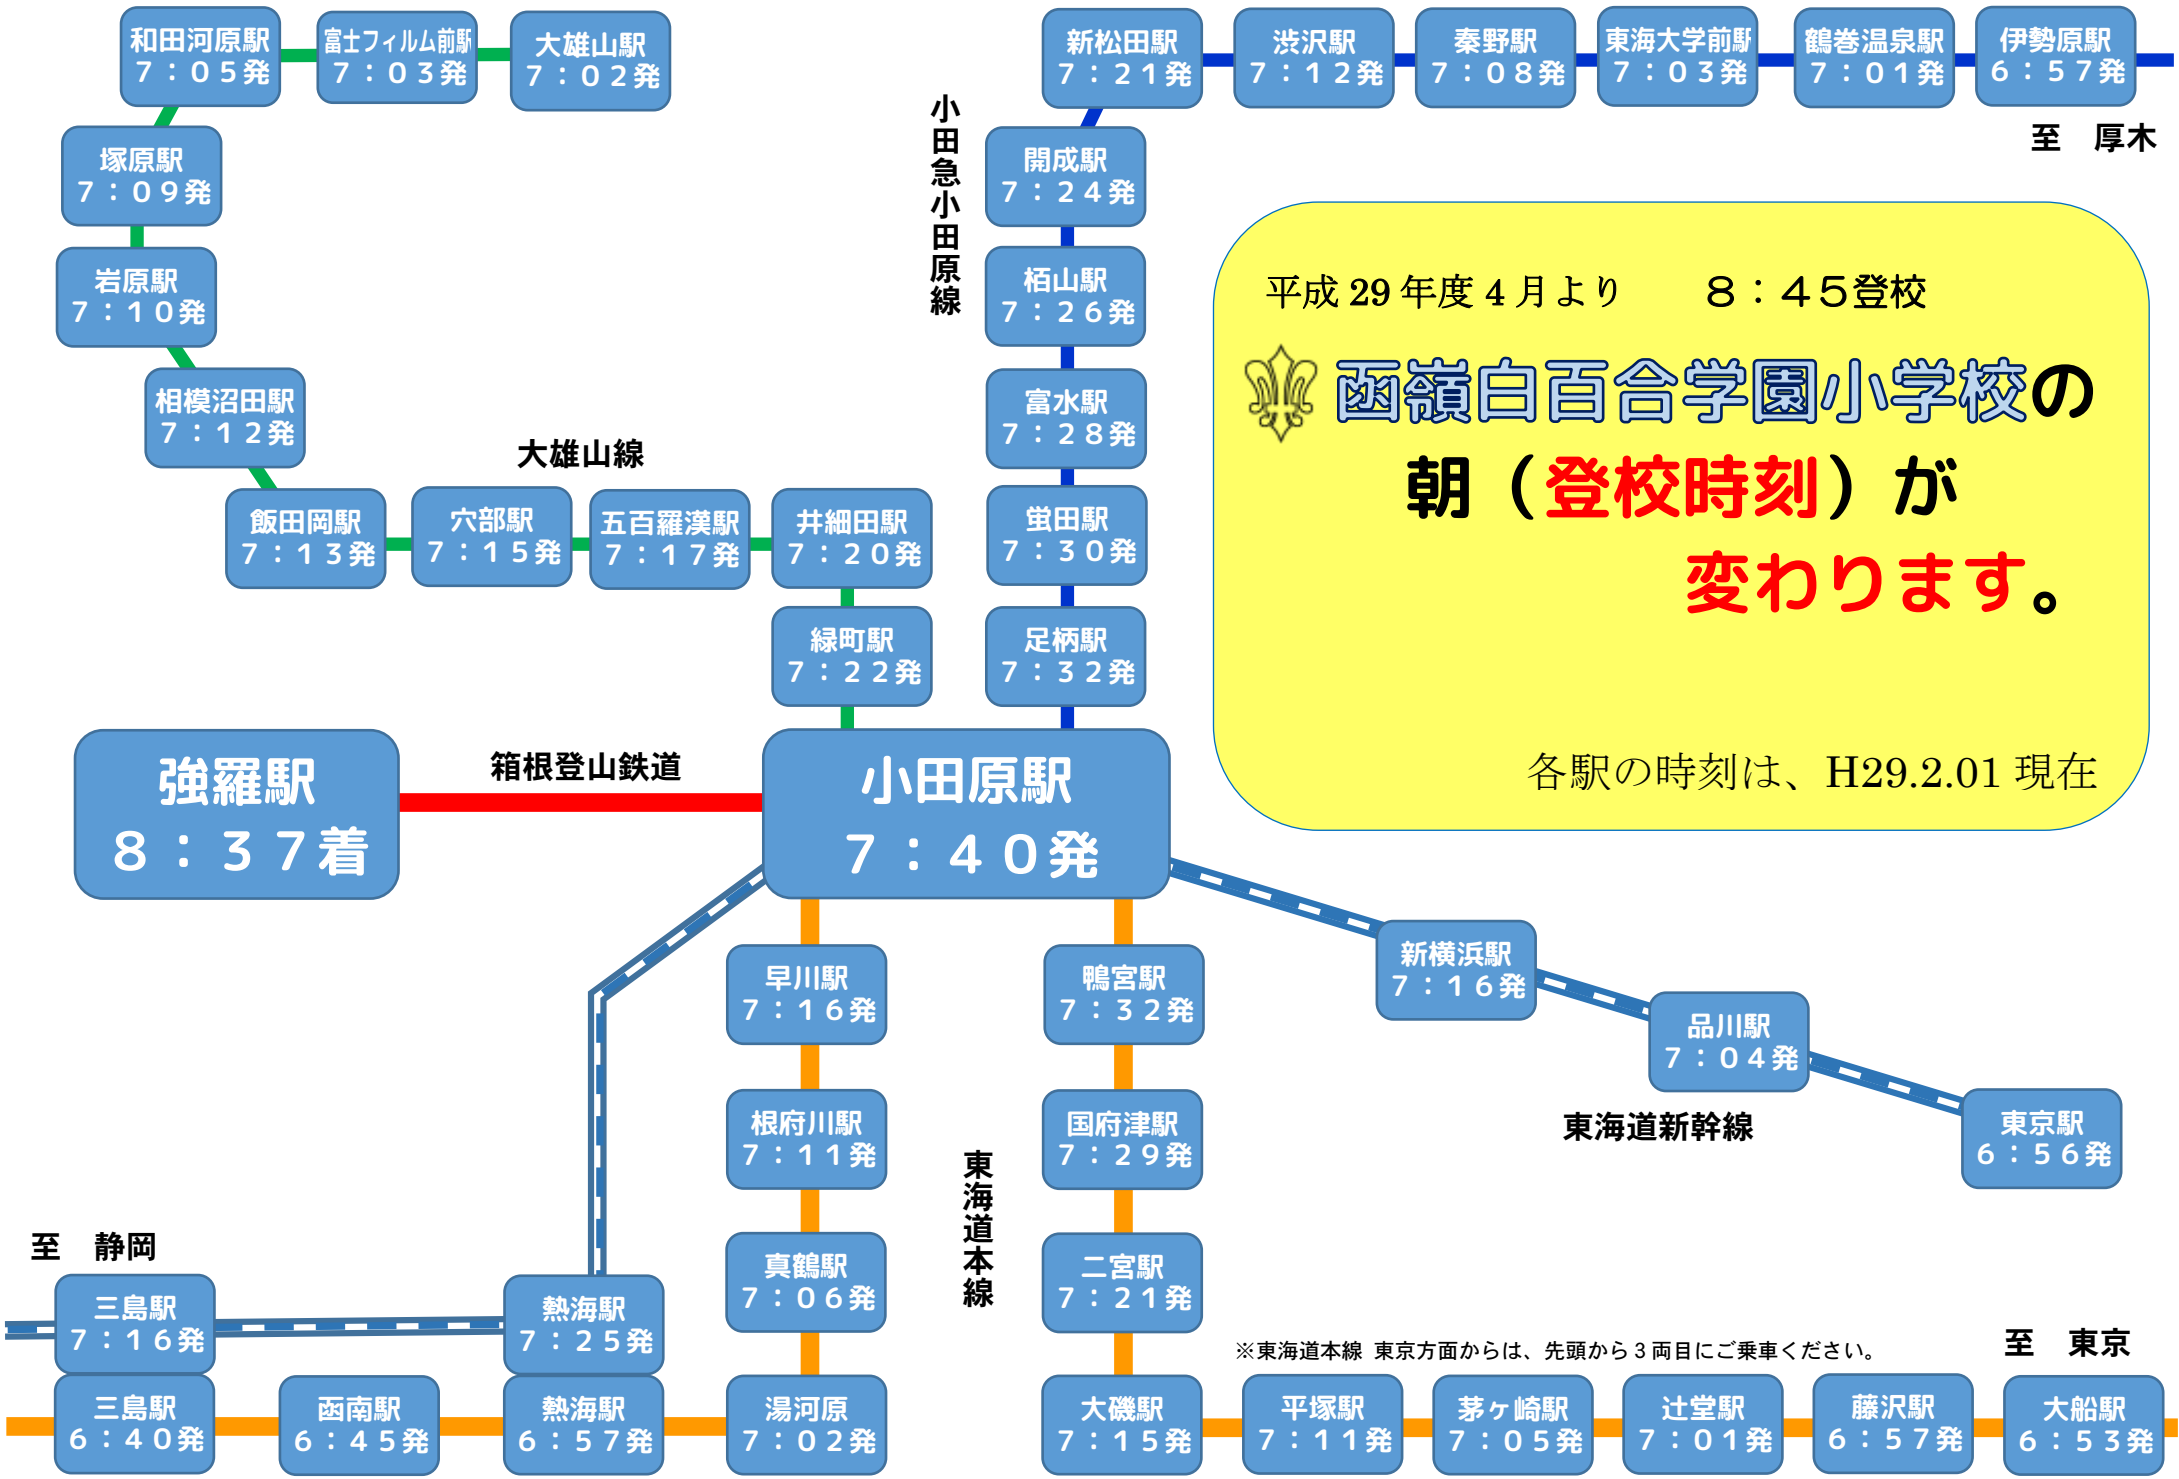 和田河原駅
７：０５発
富士フィルム前駅
７：０３発
大雄山駅
７：０２発
塚原駅
７：０９発
岩原駅
７：１０発
相模沼田駅
７：１２発
大雄山線
飯田岡駅
７：１３発
穴部駅
７：１５発
五百羅漢駅
７：１７発
井細田駅
７：２０発
緑町駅
７：２２発
小田急小田原線
新松田駅
７：２１発
渋沢駅
７：１２発
秦野駅
７：０８発
東海大学前駅
７：０３発
鶴巻温泉駅
７：０１発
伊勢原駅
６：５７発
至　厚木
開成駅
７：２４発
栢山駅
７：２６発
富水駅
７：２８発
蛍田駅
７：３０発
足柄駅
７：３２発
平成 29 年度 4 月より　　８：４５登校
函嶺白百合学園小学校の
朝（登校時刻）が
変わります。
各駅の時刻は、H29.2.01 現在
強羅駅
８：３７着
箱根登山鉄道
小田原駅
７：４０発
早川駅
７：１６発
根府川駅
７：１１発
真鶴駅
７：０６発
湯河原
７：０２発
東海道本線
鴨宮駅
７：３２発
国府津駅
７：２９発
二宮駅
７：２１発
大磯駅
７：１５発
新横浜駅
７：１６発
品川駅
７：０４発
東京駅
６：５６発
東海道新幹線
至　静岡
三島駅
７：１６発
熱海駅
７：２５発
三島駅
６：４０発
函南駅
６：４５発
熱海駅
６：５７発
※東海道本線 東京方面からは、先頭から３両目にご乗車ください。
至　東京
平塚駅
７：１１発
茅ヶ崎駅
７：０５発
辻堂駅
７：０１発
藤沢駅
６：５７発
大船駅
６：５３発